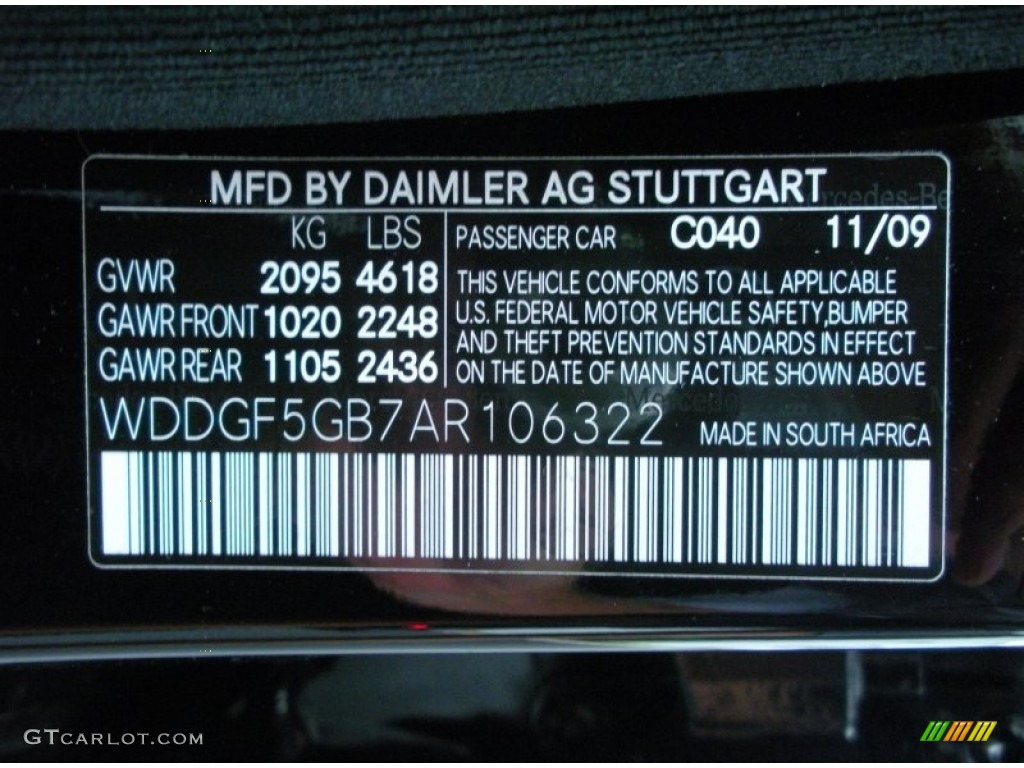 MFD BY DAIMLER AG STUTTGART
KG LBS
GVWR 2095 4618
GAWR FRONT 1020 2248
GAWR REAR 1105 2436
PASSENGER CAR C040 11/09
THIS VEHICLE CONFORMS TO ALL APPLICABLE
U.S. FEDERAL MOTOR VEHICLE SAFETY,BUMPER
AND THEFT PREVENTION STANDARDS IN EFFECT
ON THE DATE OF MANUFACTURE SHOWN ABOVE
WDDGF5GB7AR106322 MADE IN SOUTH AFRICA
GTCARLOT.COM